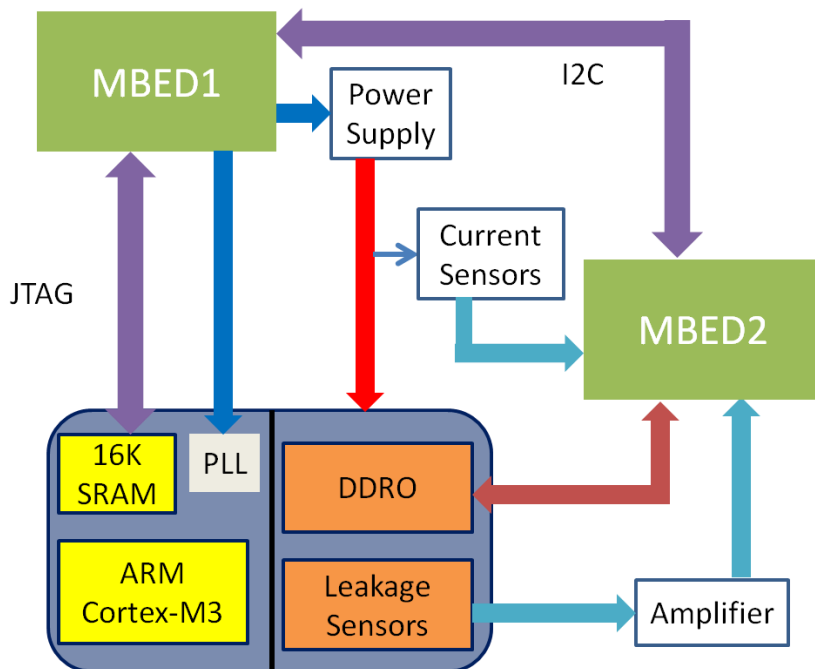 MBED1
I2C
Power
Supply
Current
Sensors
JTAG
MBED2
16K
SRAM
PLL
DDRO
ARM
Cortex-M3
Leakage
Sensors
Amplifier